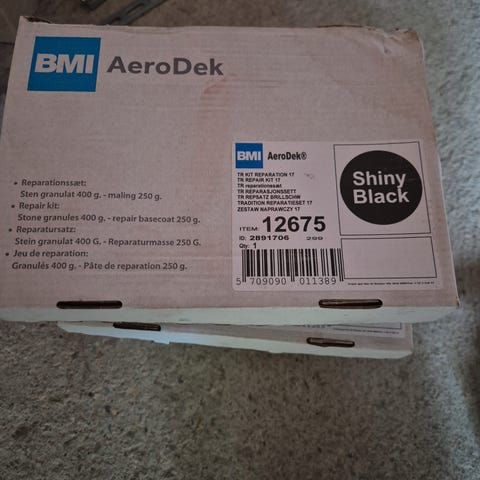 BMI AeroDek
• Reparationssæt:
Sten granulat 400 g. - maling 250 g.
• Repair kit:
Stone granules 400 g. - repair basecoat 250 g.
• Reparatursatz:
Stein granulat 400 G. - Reparaturmasse 250 G.
• Jeu de reparation:
Granulés 400 g. - Pâte de reparation 250 g.
BMI AeroDek®
TR KIT REPARATION 17
TR REPAIR KIT 17
TR reparationssæt
TR REPARASJONSSETT
TR REPSATZ BRILLSCHW
TRADITION REPARATIESET 17
ZESTAW NAPRAWCZY 17
ITEM: 12675
ID: 2891706 299
Qty: 1
5 709090 011389
Shiny
Black